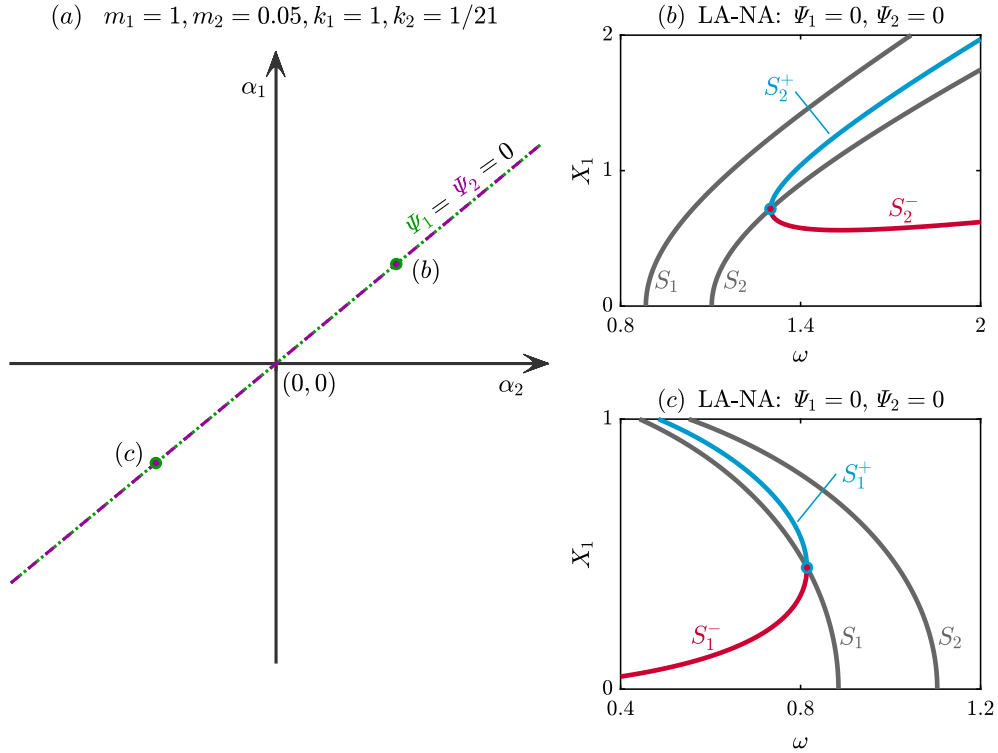 (a) m₁ = 1, m₂ = 0.05, k₁ = 1, k₂ = 1/21
α₁
Ψ₁ = Ψ₂ = 0
(b)
(0, 0)
α₂
(c)
(b) LA-NA: Ψ₁ = 0, Ψ₂ = 0
2
X₁
1
0
S₂⁺
S₂⁻
S₁
S₂
0.8
1.4
2
ω
(c) LA-NA: Ψ₁ = 0, Ψ₂ = 0
1
X₁
0
S₁⁺
S₁⁻
S₁
S₂
0.4
0.8
1.2
ω